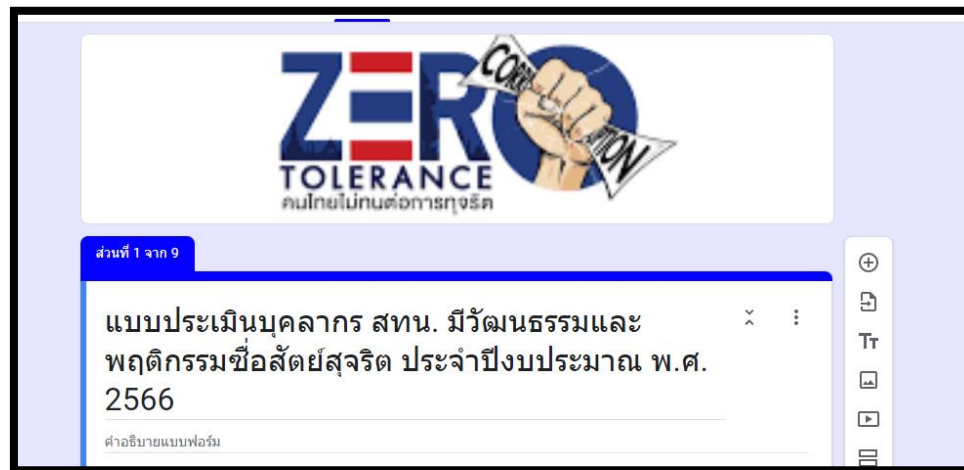 ZERO
CORRUPTION
TOLERANCE
คนไทยไม่ทนต่อการทุจริต
ส่วนที่ 1 จาก 9
แบบประเมินบุคลากร สทน. มีวัฒนธรรมและ
พฤติกรรมซื่อสัตย์สุจริต ประจำปีงบประมาณ พ.ศ.
2566
คำอธิบายแบบฟอร์ม
Tт